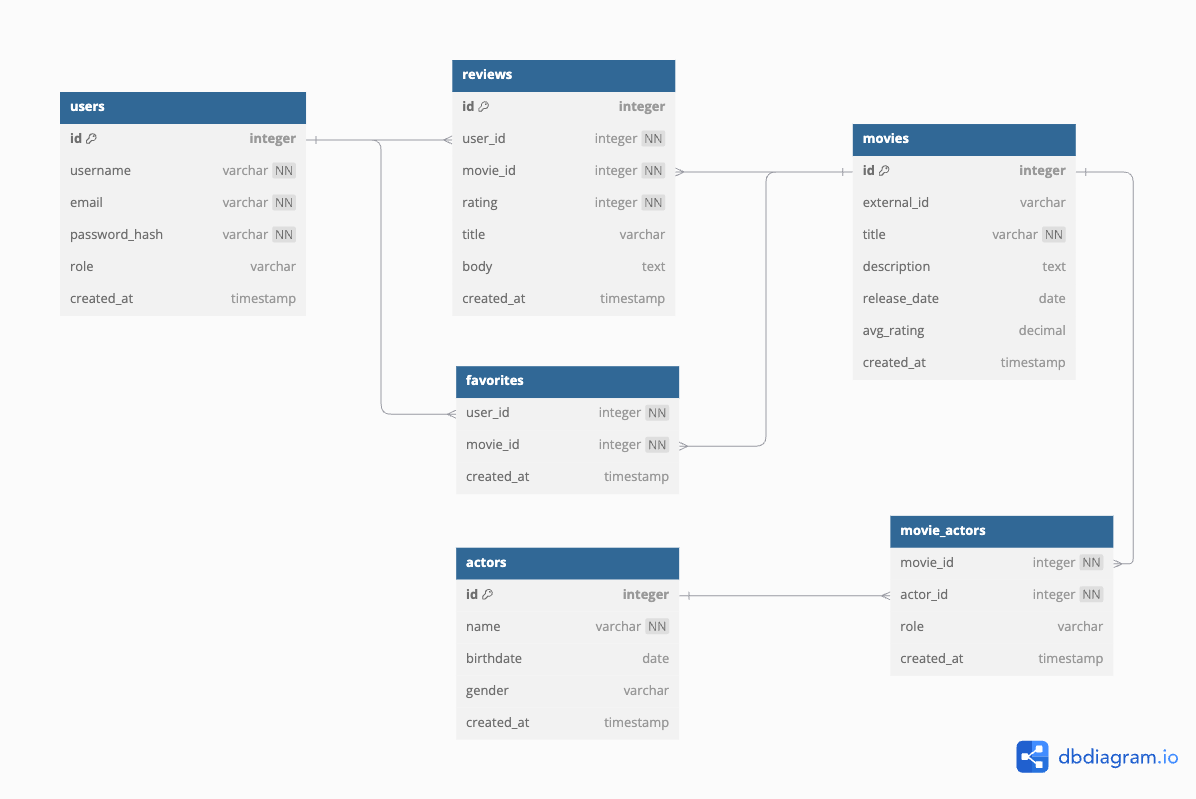 users
id integer
username varchar NN
email varchar NN
password_hash varchar NN
role varchar
created_at timestamp
reviews
id integer
user_id integer NN
movie_id integer NN
rating integer NN
title varchar
body text
created_at timestamp
movies
id integer
external_id varchar
title varchar NN
description text
release_date date
avg_rating decimal
created_at timestamp
favorites
user_id integer NN
movie_id integer NN
created_at timestamp
actors
id integer
name varchar NN
birthdate date
gender varchar
created_at timestamp
movie_actors
movie_id integer NN
actor_id integer NN
role varchar
created_at timestamp
dbdiagram.io